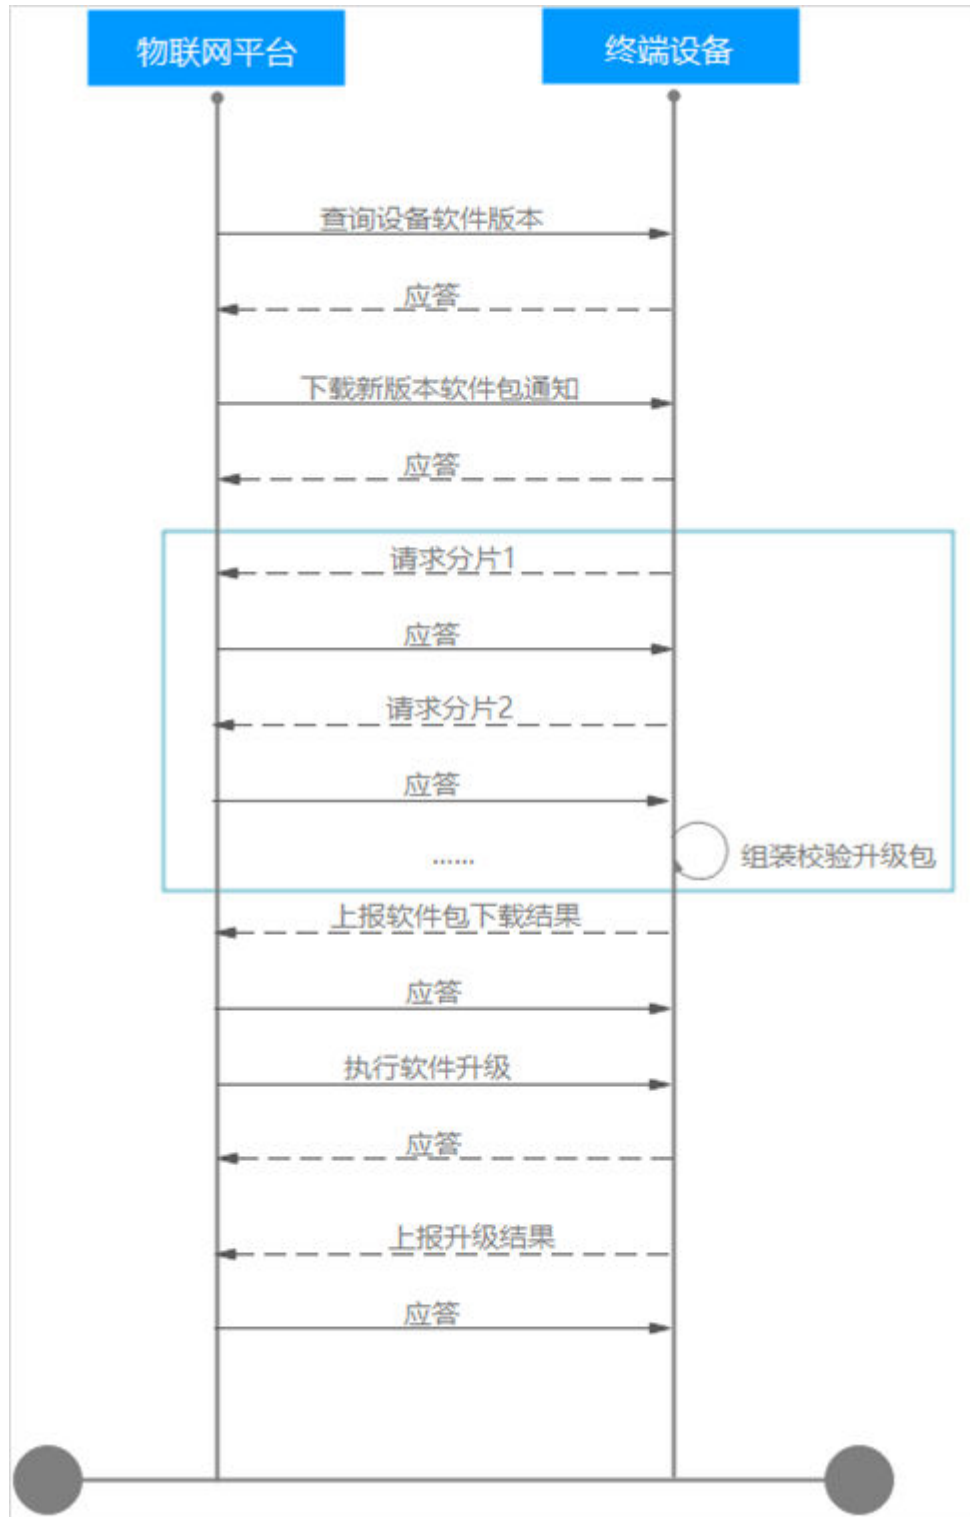 物联网平台
终端设备
查询设备软件版本
应答
下载新版本软件包通知
应答
请求分片1
应答
请求分片2
应答
......
组装校验升级包
上报软件包下载结果
应答
执行软件升级
应答
上报升级结果
应答